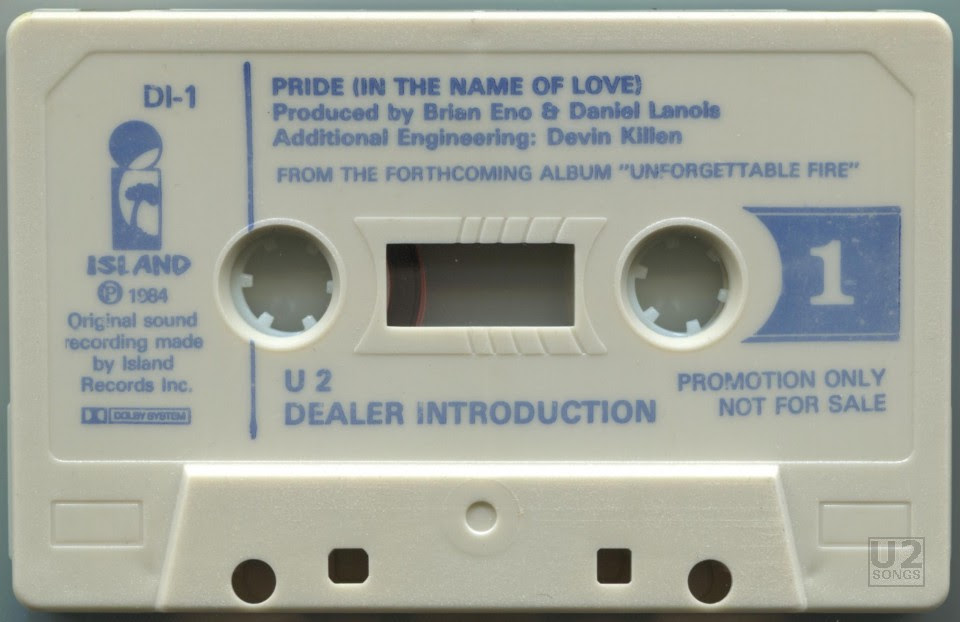 DI-1
ISLAND
Ⓟ 1984
Original sound
recording made
by Island
Records Inc.
DOLBY SYSTEM
PRIDE (IN THE NAME OF LOVE)
Produced by Brian Eno & Daniel Lanois
Additional Engineering: Devin Killen
FROM THE FORTHCOMING ALBUM "UNFORGETTABLE FIRE"
1
U 2
DEALER INTRODUCTION
PROMOTION ONLY
NOT FOR SALE
U2
SONGS